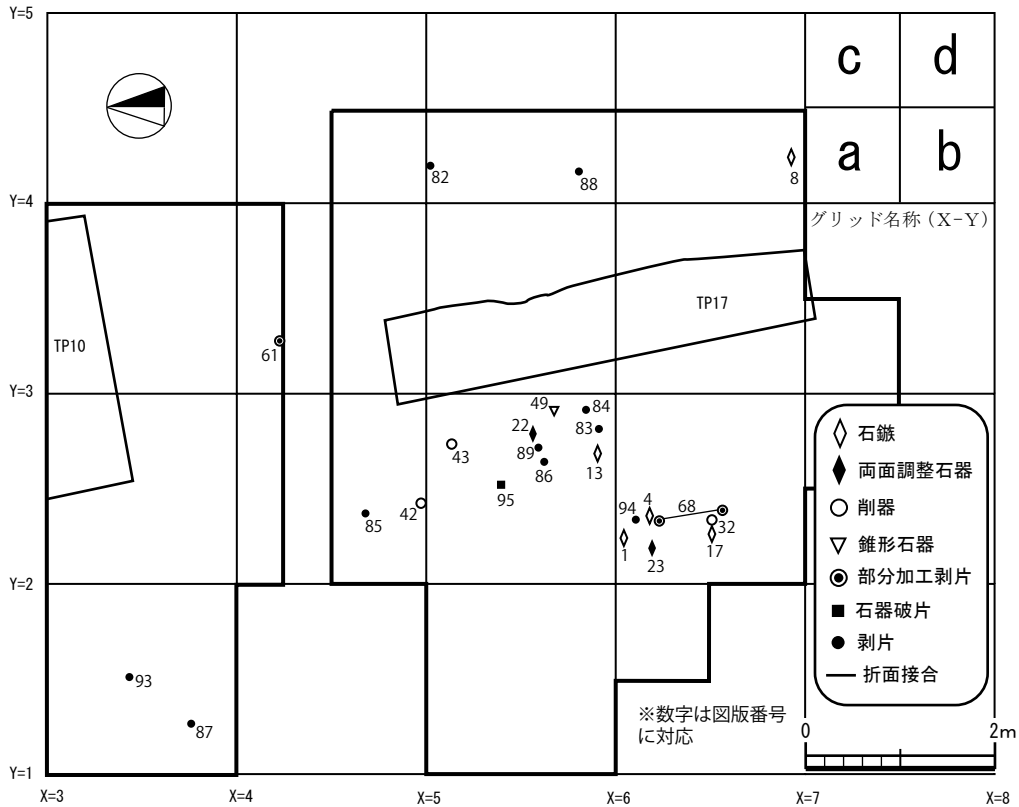 Y=5
c
d
a
b
82
88
8
Y=4
グリッド名称（X-Y）
TP17
TP10
61
Y=3
49
84
22
83
43
89
86
13
95
42
85
94
4
68
32
1
23
17
Y=2
石鏃
両面調整石器
削器
錐形石器
部分加工剥片
石器破片
剥片
折面接合
93
87
※数字は図版番号
に対応
0
2m
Y=1
X=3
X=4
X=5
X=6
X=7
X=8